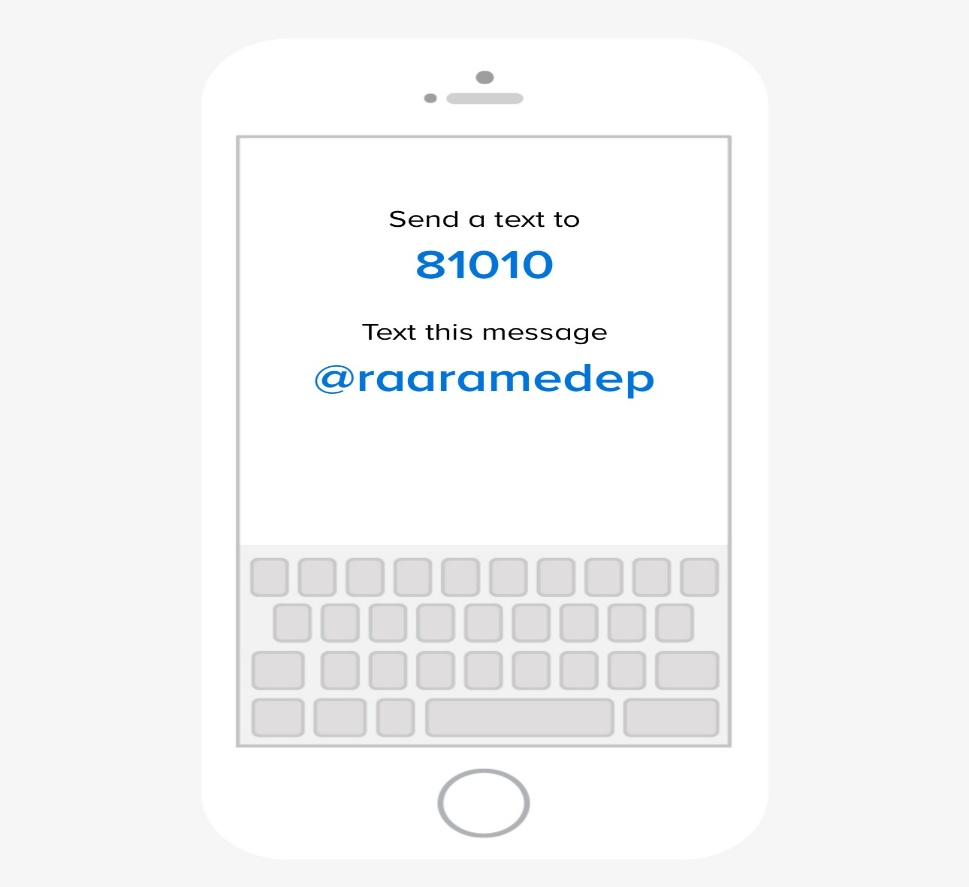 Send a text to
81010
Text this message
@raaramedep